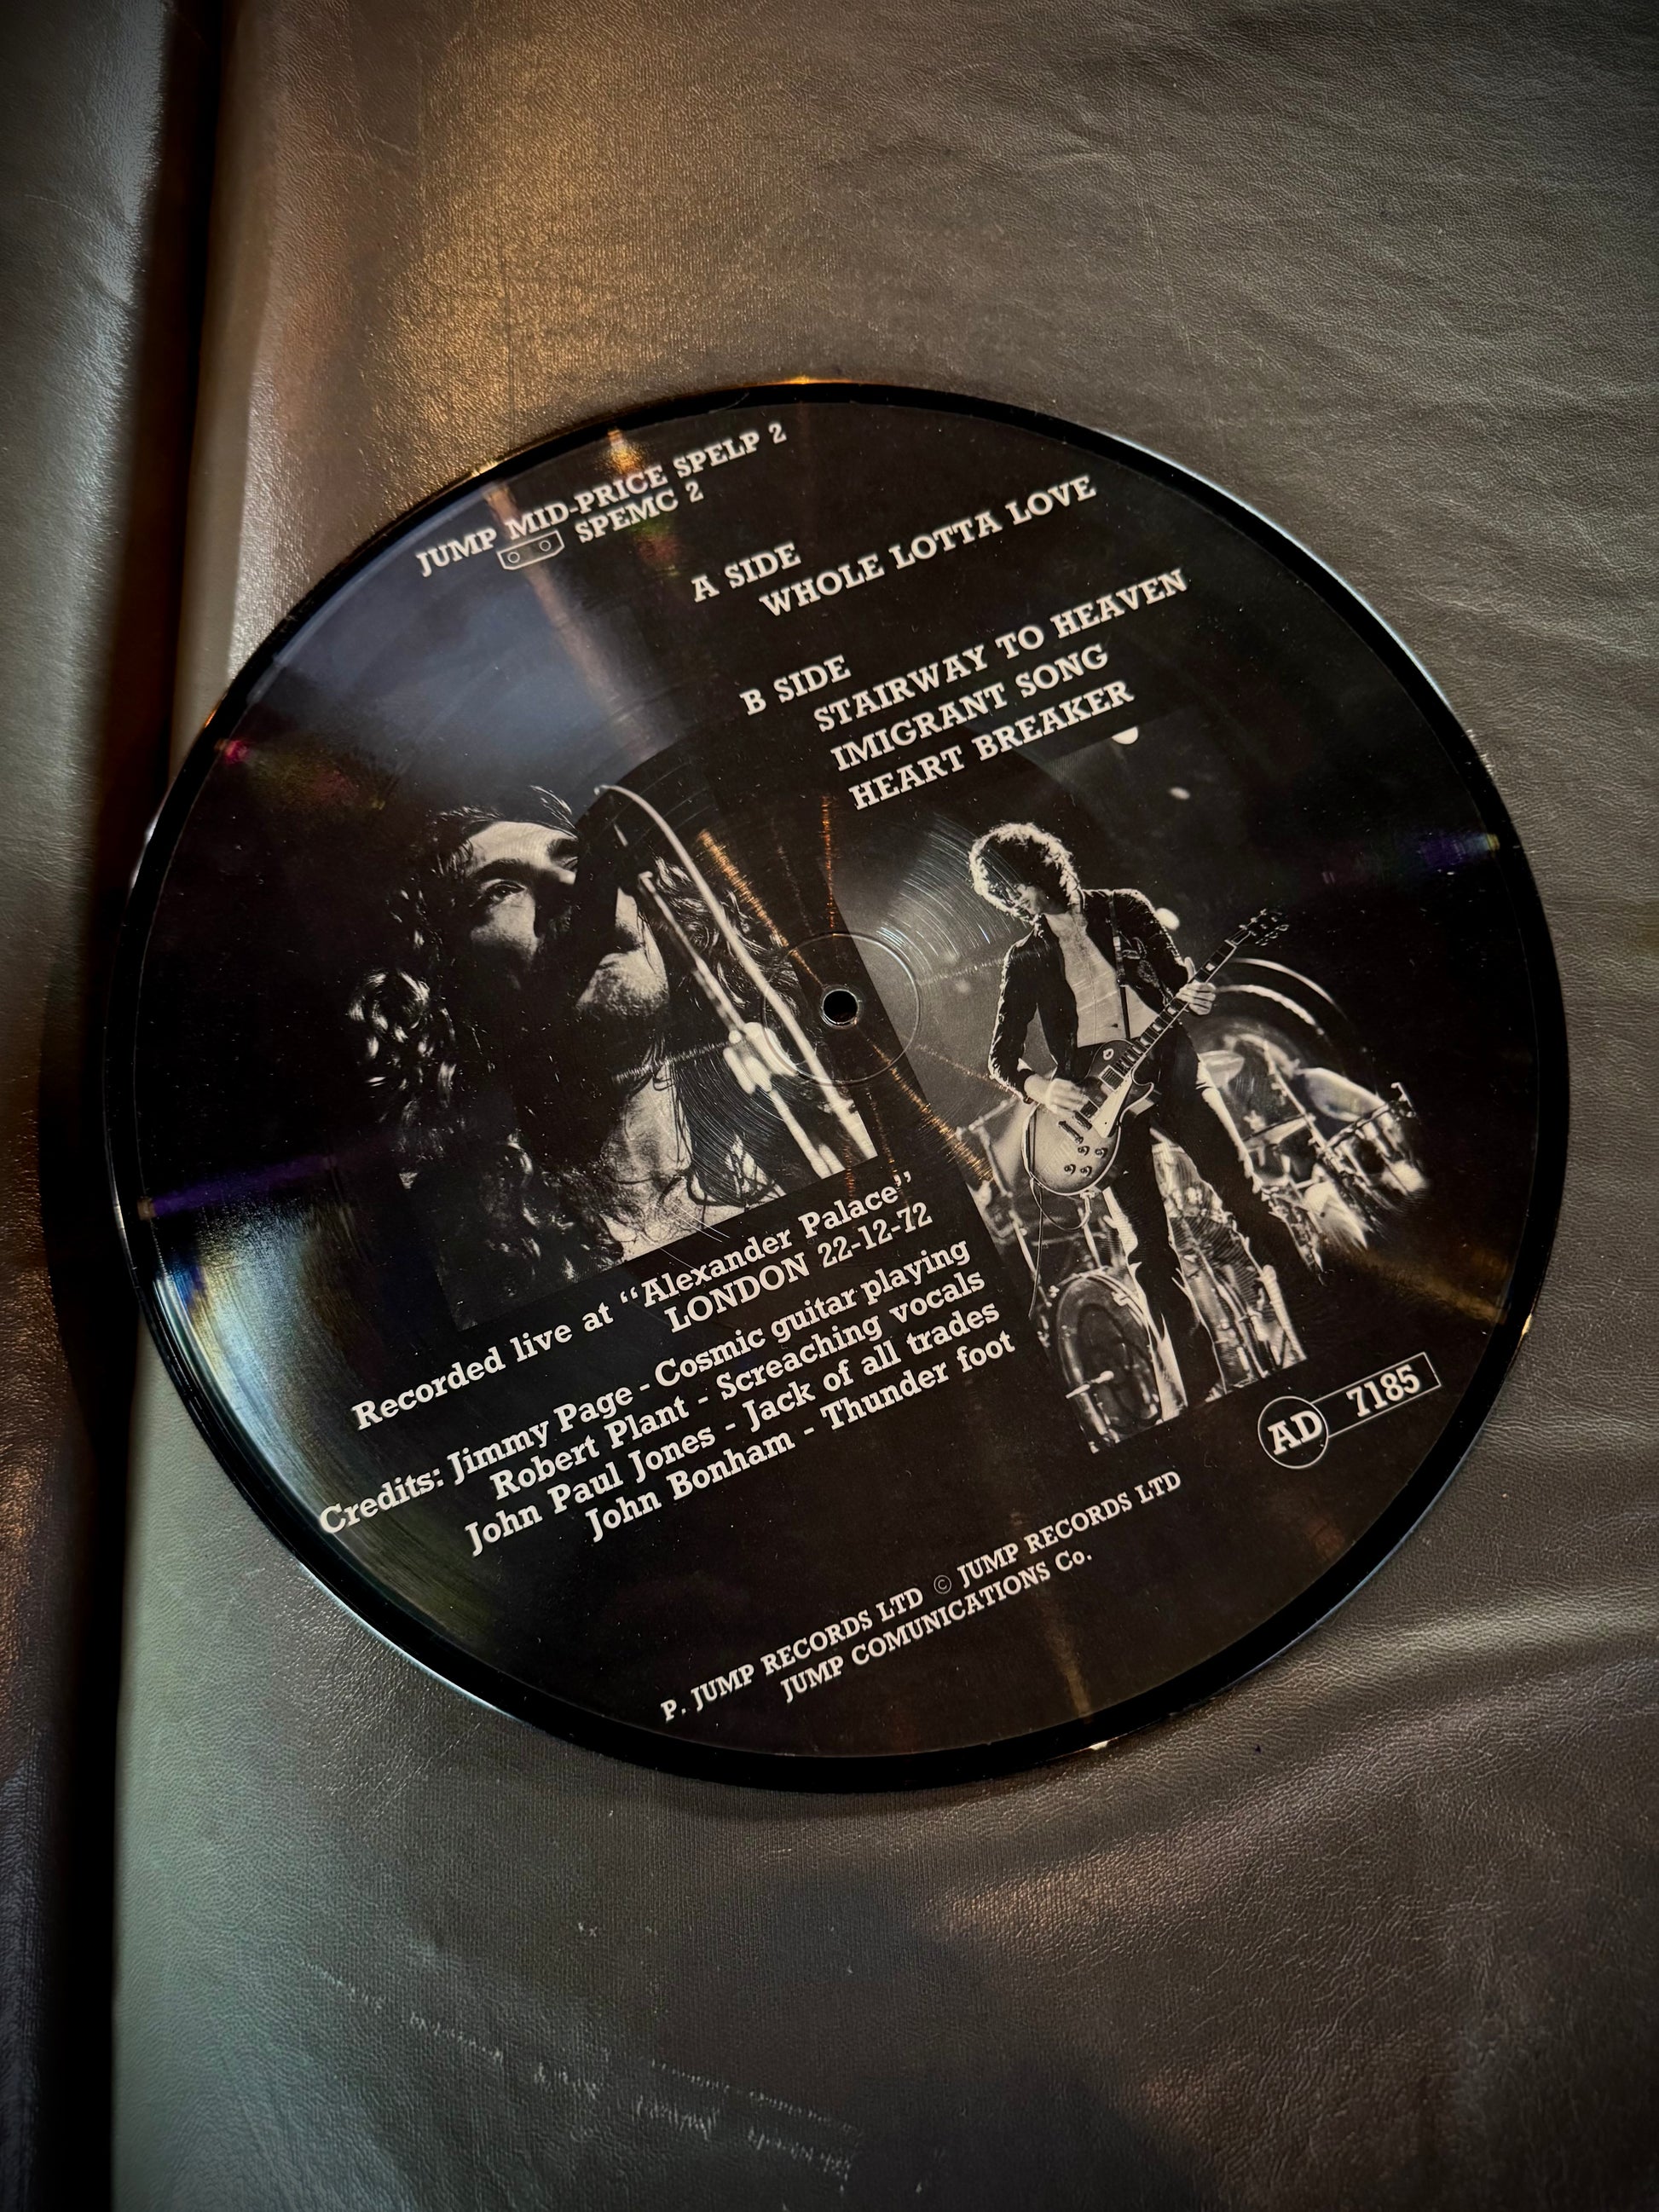 JUMP MID-PRICE SPELP 2
SPEMC 2
A SIDE
WHOLE LOTTA LOVE
B SIDE
STAIRWAY TO HEAVEN
IMIGRANT SONG
HEART BREAKER
Recorded live at “Alexander Palace”
LONDON 22-12-72
Credits: Jimmy Page - Cosmic guitar playing
Robert Plant - Screaching vocals
John Paul Jones - Jack of all trades
John Bonham - Thunder foot
AD 7185
P. JUMP RECORDS LTD © JUMP RECORDS LTD
JUMP COMUNICATIONS Co.